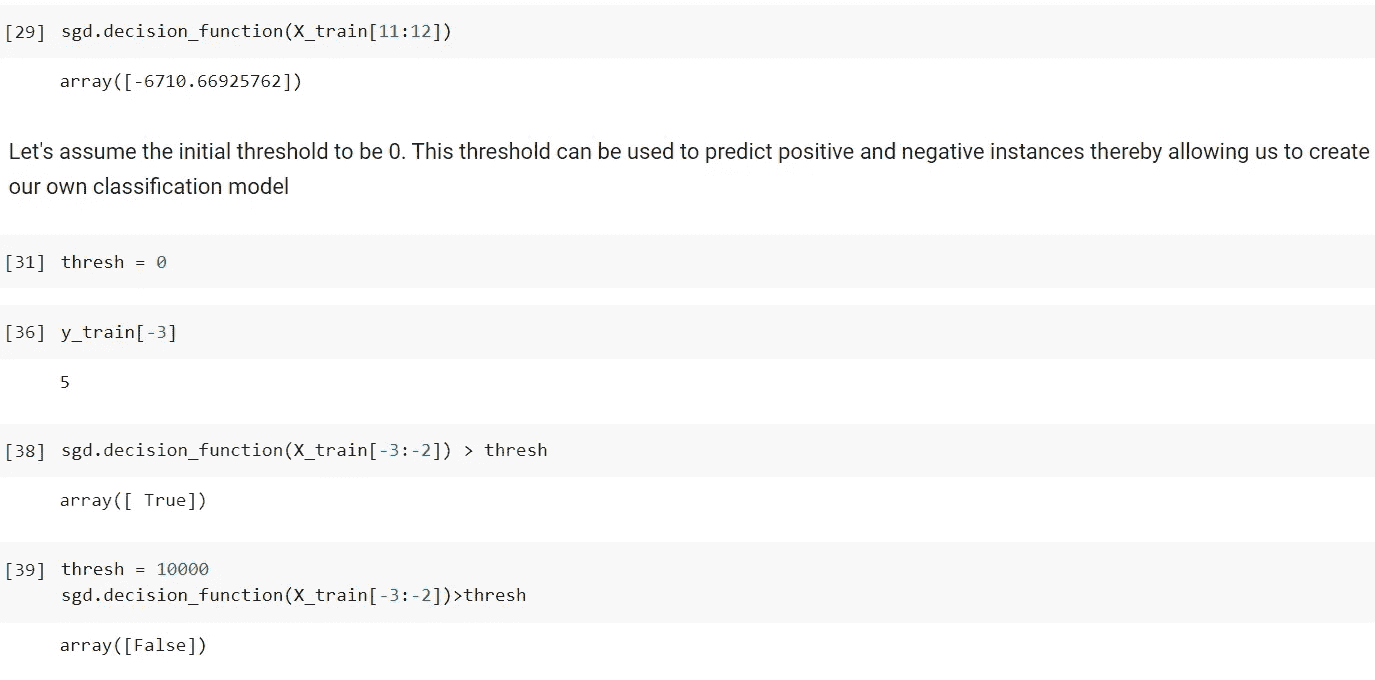 [29] sgd.decision_function(X_train[11:12])
array([-6710.66925762])
Let's assume the initial threshold to be 0. This threshold can be used to predict positive and negative instances thereby allowing us to create
our own classification model
[31] thresh = 0
[36] y_train[-3]
5
[38] sgd.decision_function(X_train[-3:-2]) > thresh
array([ True])
[39] thresh = 10000
sgd.decision_function(X_train[-3:-2])>thresh
array([False])